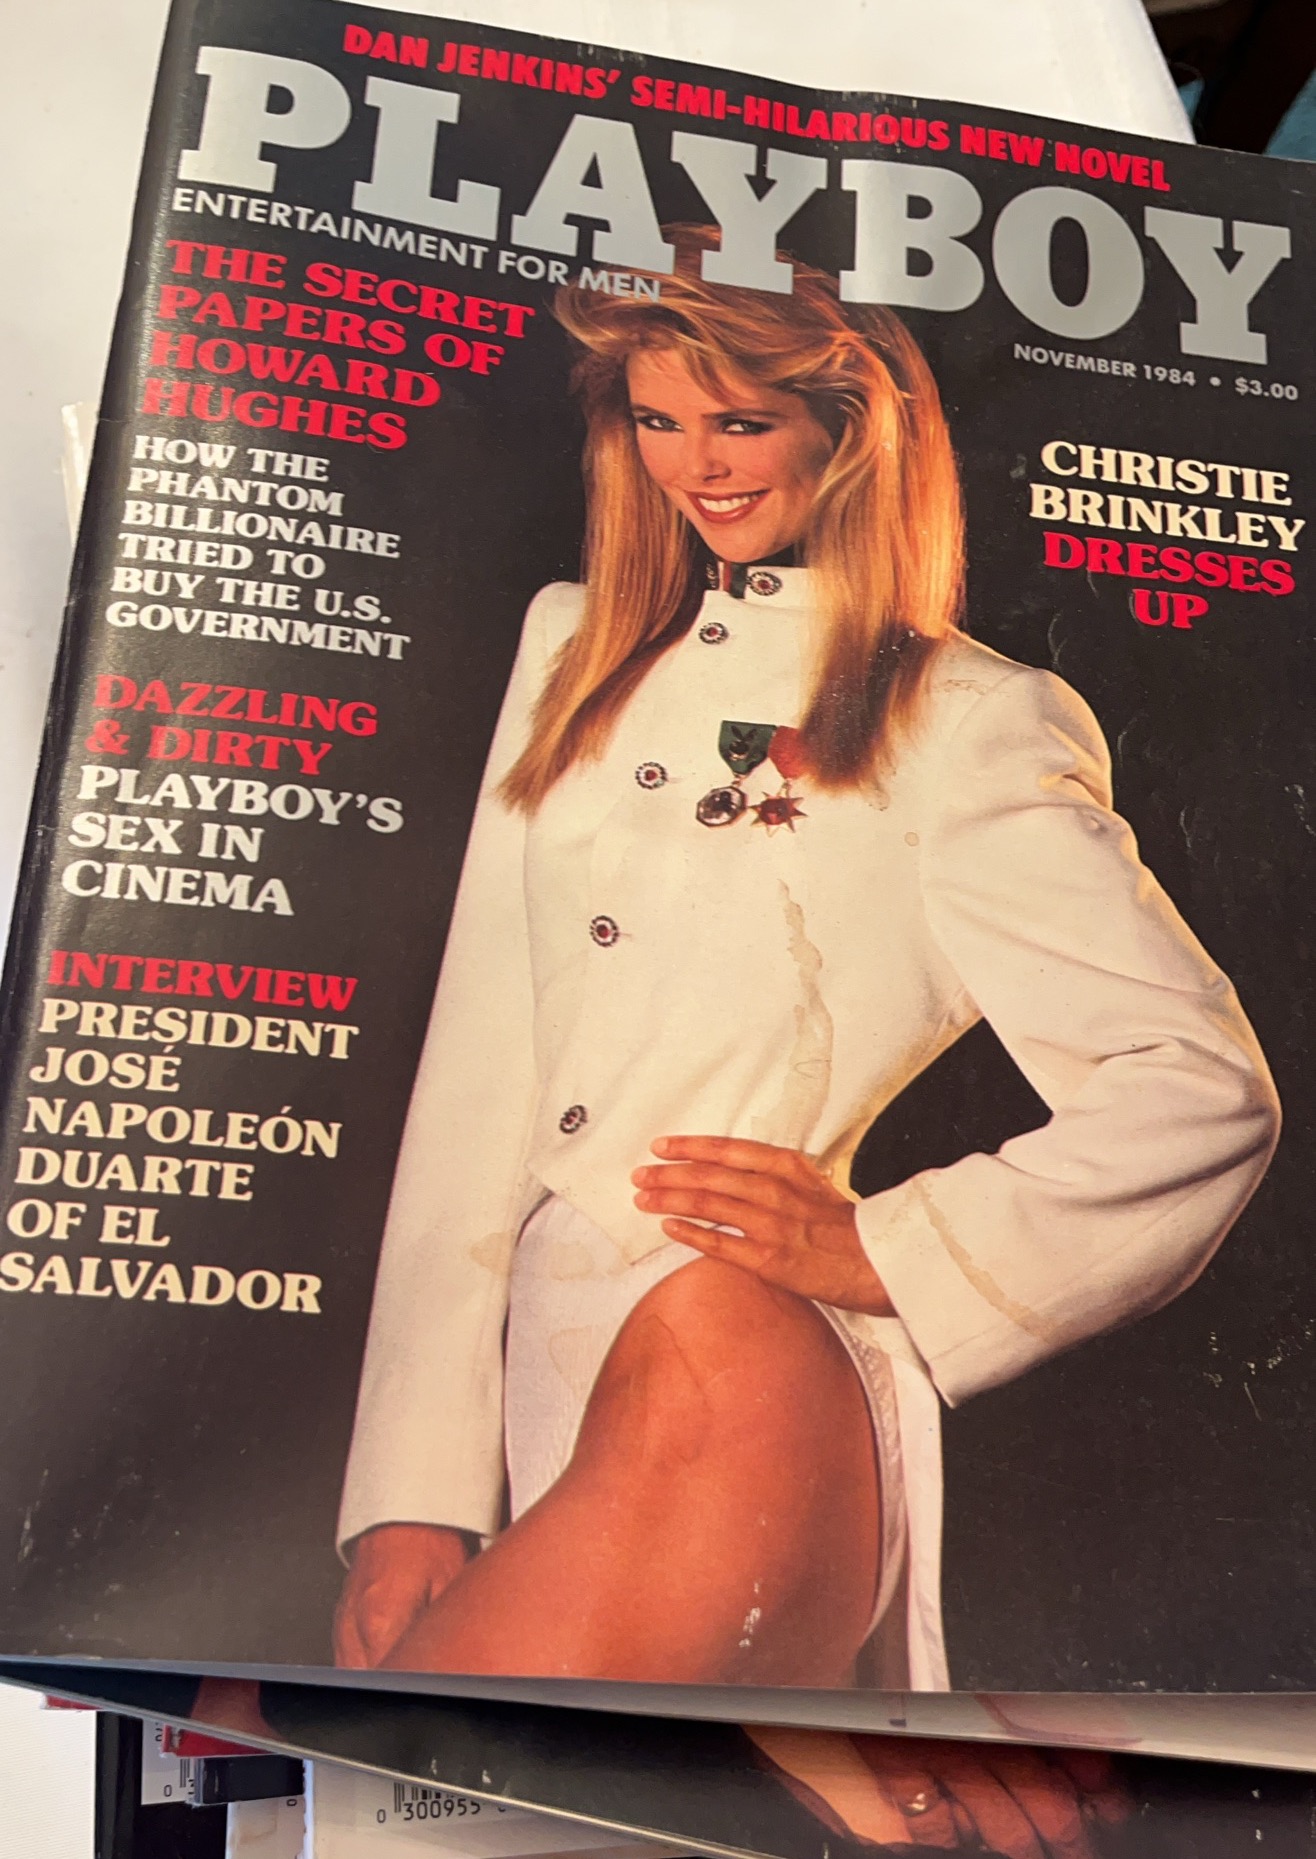 DAN JENKINS' SEMI-HILARIOUS NEW NOVEL
PLAYBOY
ENTERTAINMENT FOR MEN
NOVEMBER 1984 • $3.00
THE SECRET
PAPERS OF
HOWARD
HUGHES
HOW THE
PHANTOM
BILLIONAIRE
TRIED TO
BUY THE U.S.
GOVERNMENT
CHRISTIE
BRINKLEY
DRESSES
UP
DAZZLING
& DIRTY
PLAYBOY'S
SEX IN
CINEMA
INTERVIEW
PRESIDENT
JOSÉ
NAPOLEÓN
DUARTE
OF EL
SALVADOR
0 300955